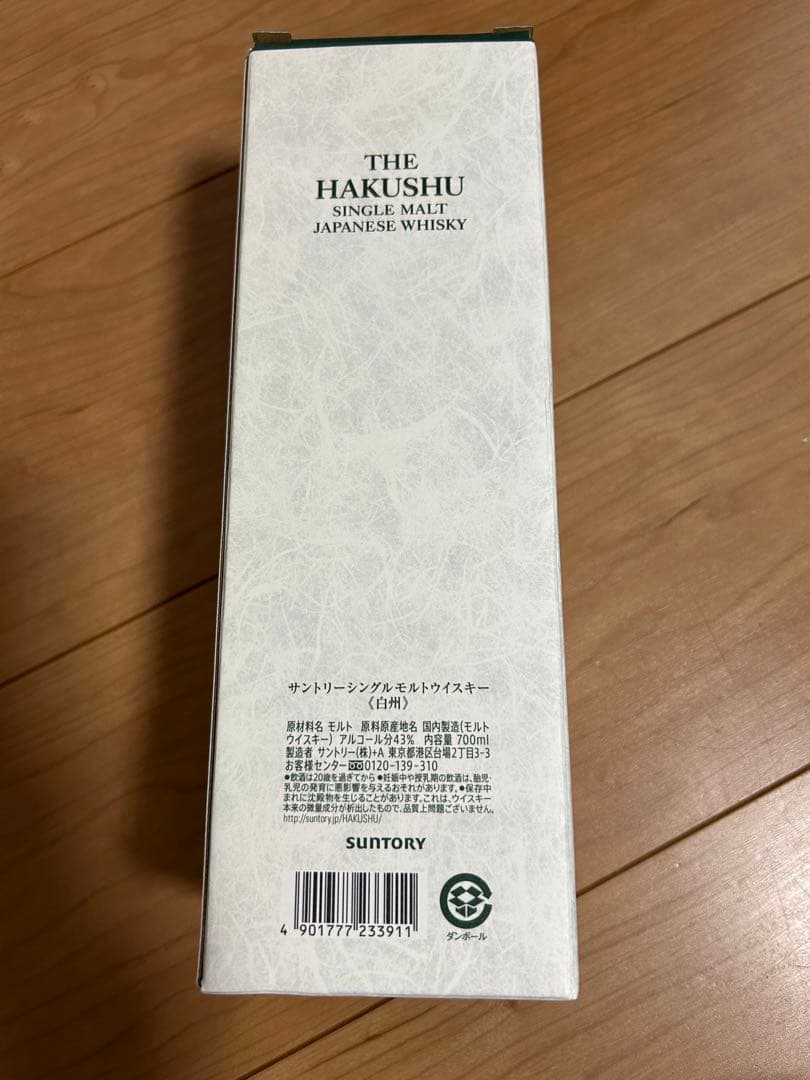 THE
HAKUSHU
SINGLE MALT
JAPANESE WHISKY
サントリーシングルモルトウイスキー
《白州》
原材料名 モルト 原料原産地名 国内製造(モルト
ウイスキー) アルコール分43% 内容量 700ml
製造者 サントリー(株)+A 東京都港区台場2丁目3-3
お客様センター 0120-139-310
●飲酒は20歳を過ぎてから ●妊娠中や授乳期の飲酒は、胎児・
乳児の発育に悪影響を与えるおそれがあります。●保存中
まれに沈殿物を生じることがあります。これは、ウイスキー
本来の微量成分が析出したもので、品質上問題ございません。
http://suntory.jp/HAKUSHU/
SUNTORY
4 901777 233911
ダンボール